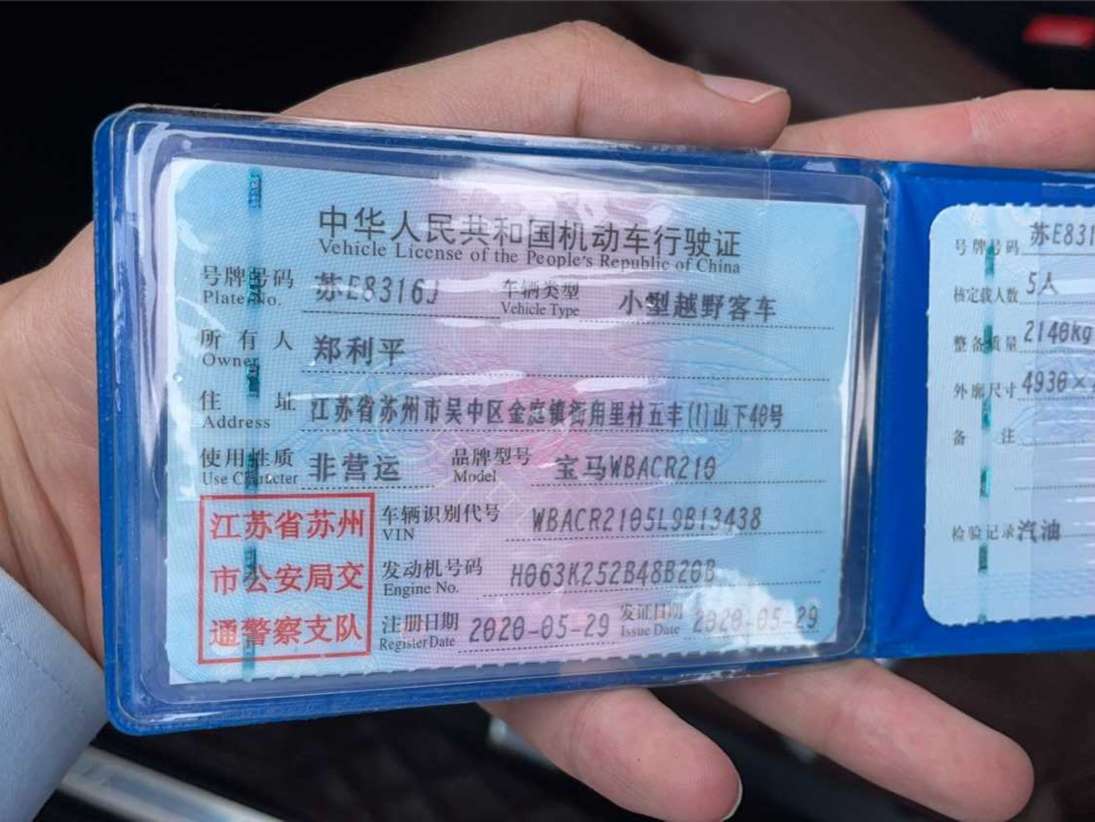 中华人民共和国机动车行驶证
Vehicle License of the People's Republic of China
号牌号码 苏E8316J 车辆类型 小型越野客车
Plate No. Vehicle Type
所有人 郑利平
Owner
住址 江苏省苏州市吴中区金庭镇衙甪里村五丰(1)山下40号
Address
使用性质 非营运 品牌型号 宝马WBACR210
Use Character Model
江苏省苏州
市公安局交
通警察支队
车辆识别代号 WBACR2105L9B13438
VIN
发动机号码 H063K252B48B20B
Engine No.
注册日期 2020-05-29 发证日期 2020-05-29
Register Date Issue Date
号牌号码 苏E831
核定载人数 5人
整备质量 2140kg
外廓尺寸 4930×
备注
检验记录 汽油